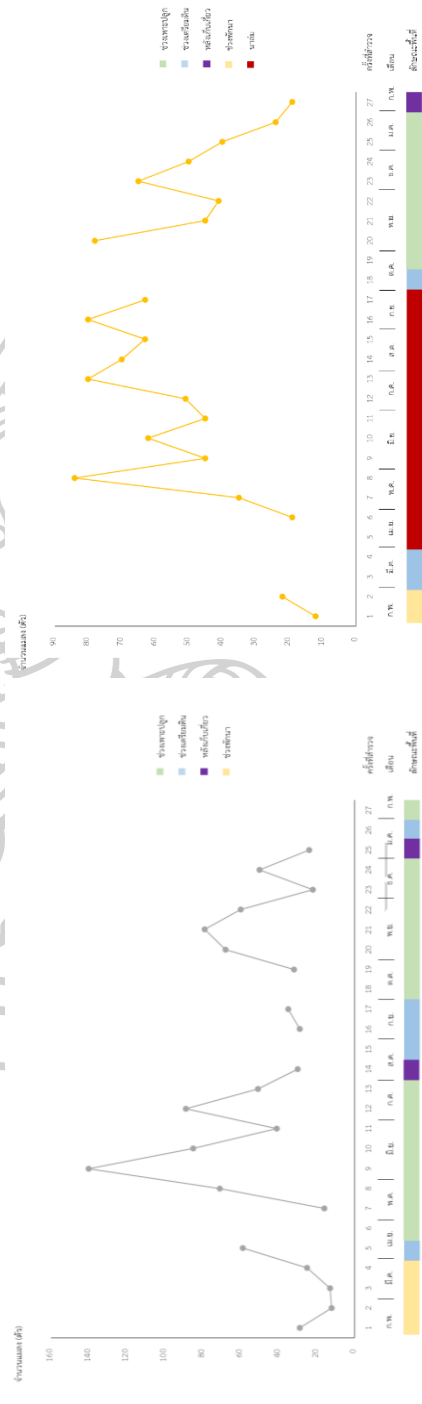 จำนวนแมลง (ตัว)
160
140
120
100
80
60
40
20
0
ช่วงเพาะปลูก
ช่วงเตรียมดิน
หลังเก็บเกี่ยว
ช่วงพักนา
1 2 3 4 5 6 7 8 9 10 11 12 13 14 15 16 17 18 19 20 21 22 23 24 25 26 27 ครั้งที่สำรวจ
ก.พ. มี.ค. เม.ย. พ.ค. มิ.ย. ก.ค. ส.ค. ก.ย. ต.ค. พ.ย. ธ.ค. ม.ค. ก.พ. เดือน
ลักษณะพื้นที่
จำนวนแมลง (ตัว)
90
80
70
60
50
40
30
20
10
0
ช่วงเพาะปลูก
ช่วงเตรียมดิน
หลังเก็บเกี่ยว
ช่วงพักนา
นาล่ม
1 2 3 4 5 6 7 8 9 10 11 12 13 14 15 16 17 18 19 20 21 22 23 24 25 26 27 ครั้งที่สำรวจ
ก.พ. มี.ค. เม.ย. พ.ค. มิ.ย. ก.ค. ส.ค. ก.ย. ต.ค. พ.ย. ธ.ค. ม.ค. ก.พ. เดือน
ลักษณะพื้นที่